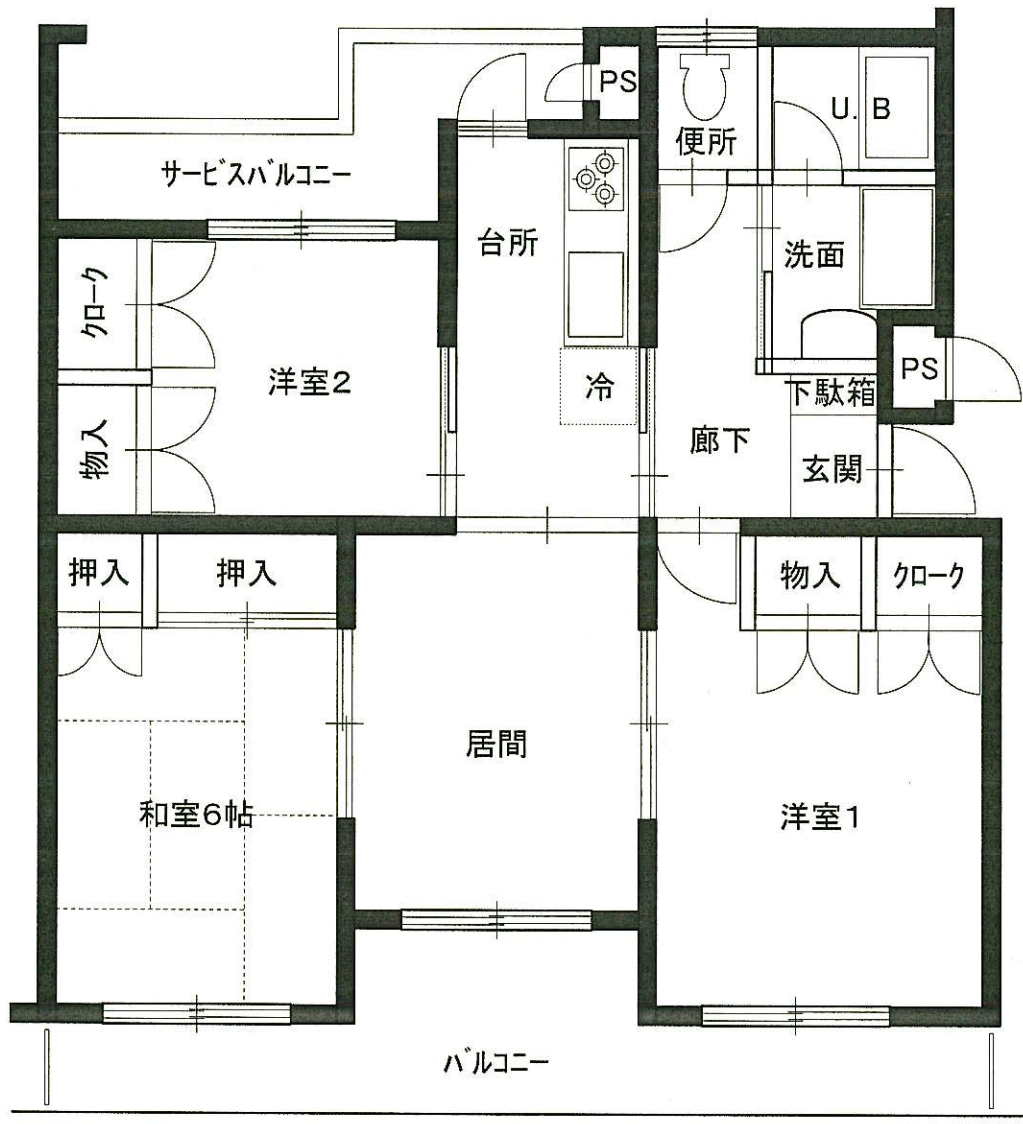 PS
U.B
便所
サービスバルコニー
台所
洗面
クローク
洋室2
冷
PS
下駄箱
物入
廊下
玄関
押入
押入
物入
クローク
居間
和室6帖
洋室1
バルコニー